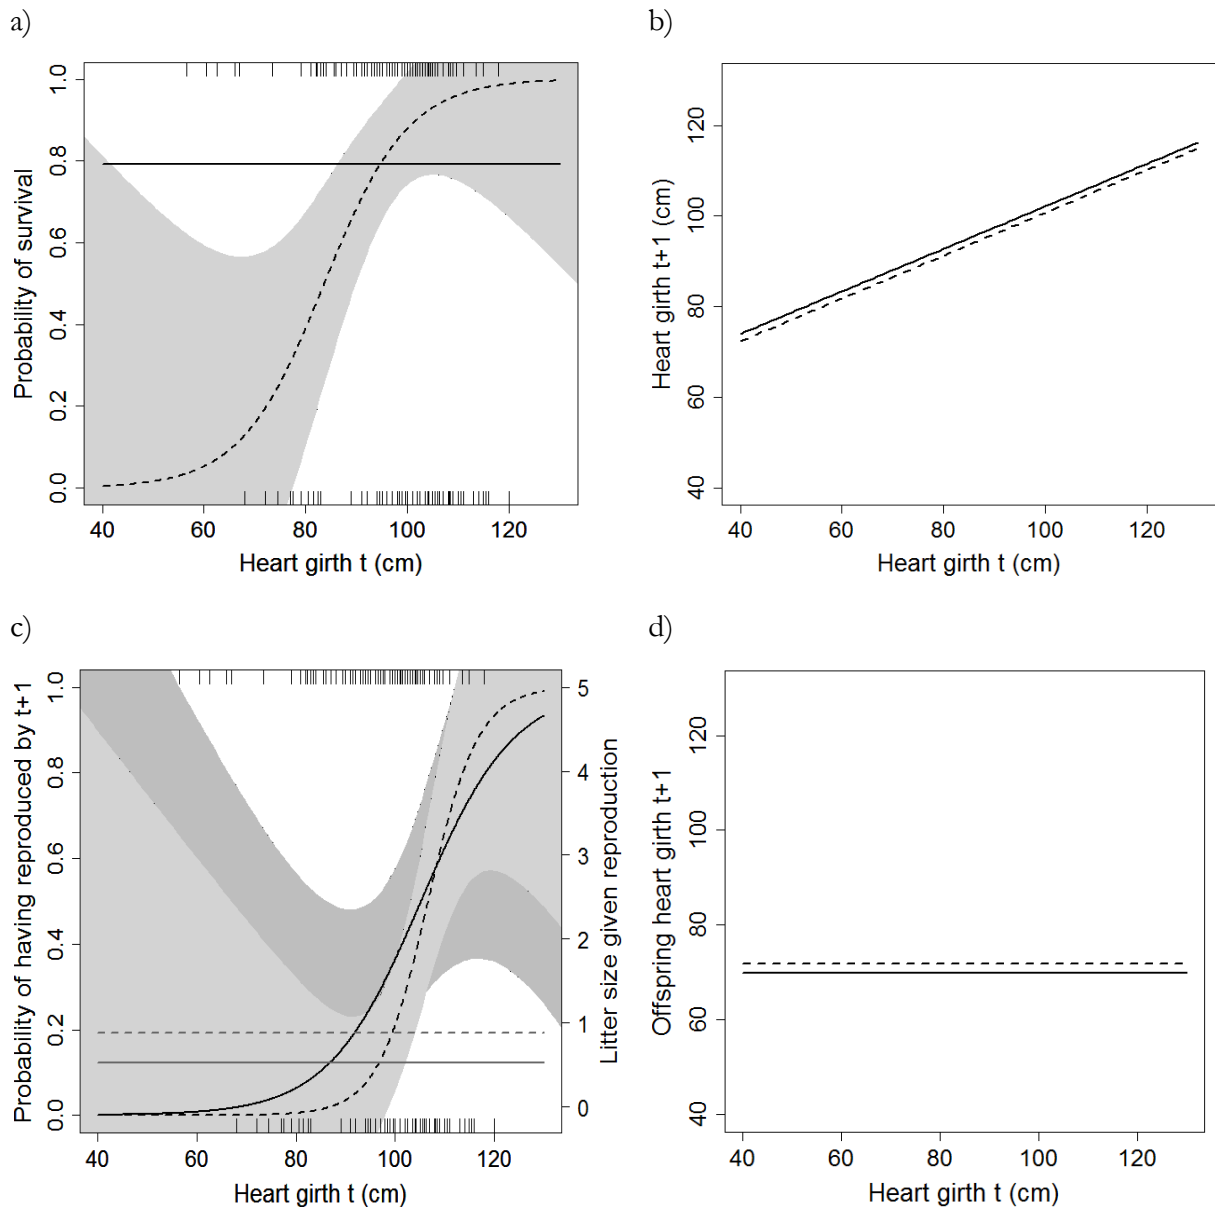 a)
b)
Probability of survival
1.0
0.8
0.6
0.4
0.2
0.0
40 60 80 100 120
Heart girth t (cm)
Heart girth t+1 (cm)
120
100
80
60
40
40 60 80 100 120
Heart girth t (cm)
c)
d)
Probability of having reproduced by t+1
1.0
0.8
0.6
0.4
0.2
0.0
5
4
3
2
1
0
Litter size given reproduction
40 60 80 100 120
Heart girth t (cm)
Offspring heart girth t+1
120
100
80
60
40
40 60 80 100 120
Heart girth t (cm)